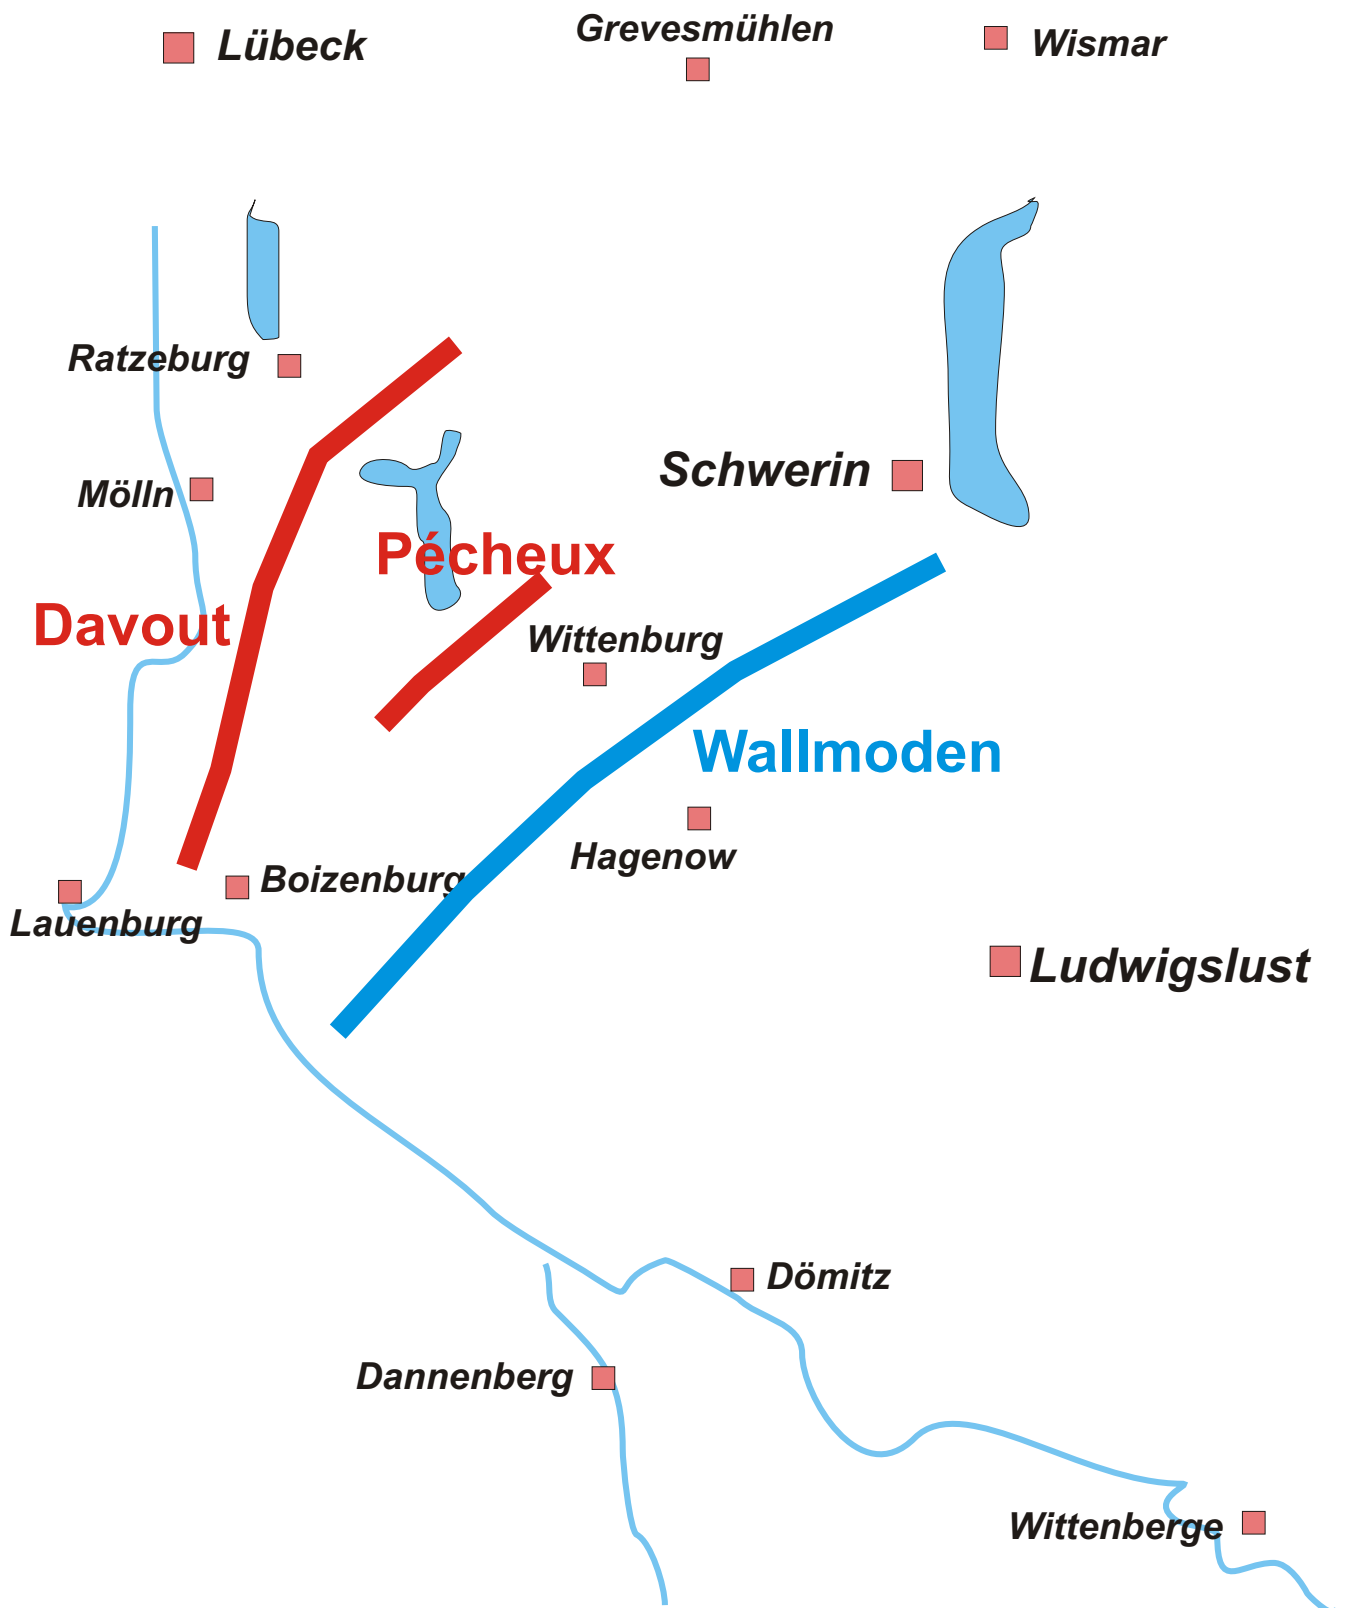 Grevesmühlen
Lübeck
Wismar
Ratzeburg
Schwerin
Mölln
Pécheux
Davout
Wittenburg
Wallmoden
Hagenow
Boizenburg
Lauenburg
Ludwigslust
Dömitz
Dannenberg
Wittenberge